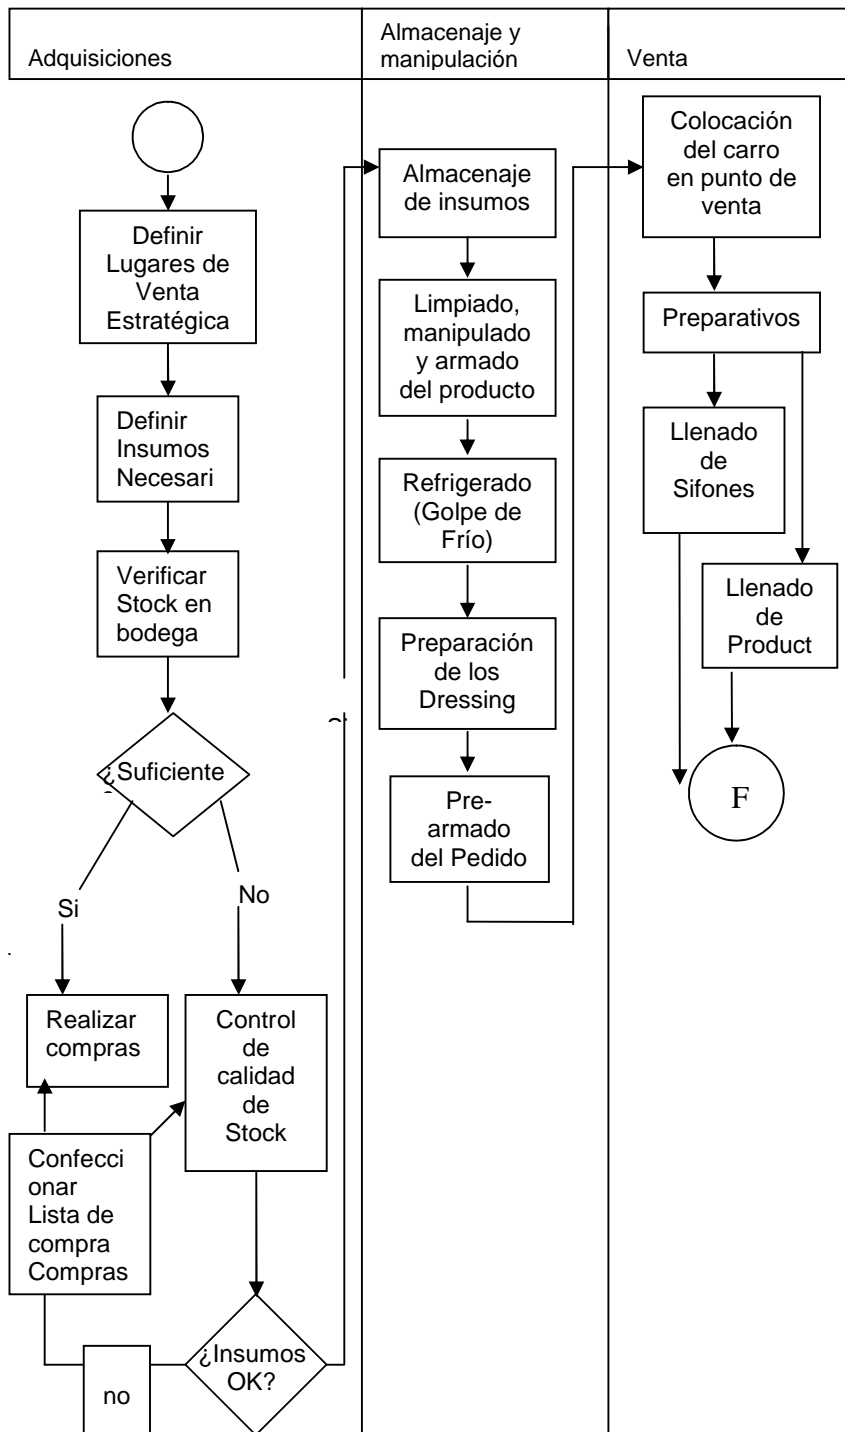 Adquisiciones
Almacenaje y
manipulación
Venta
Definir
Lugares de
Venta
Estratégica
Definir
Insumos
Necesari
Verificar
Stock en
bodega
¿Suficiente
Si
No
Realizar
compras
Control
de
calidad
de
Stock
Confecci
onar
Lista de
compra
Compras
¿Insumos
OK?
no
Almacenaje
de insumos
Limpiado,
manipulado
y armado
del producto
Refrigerado
(Golpe de
Frío)
Preparación
de los
Dressing
Pre-
armado
del Pedido
Colocación
del carro
en punto de
venta
Preparativos
Llenado
de
Sifones
Llenado
de
Product
F